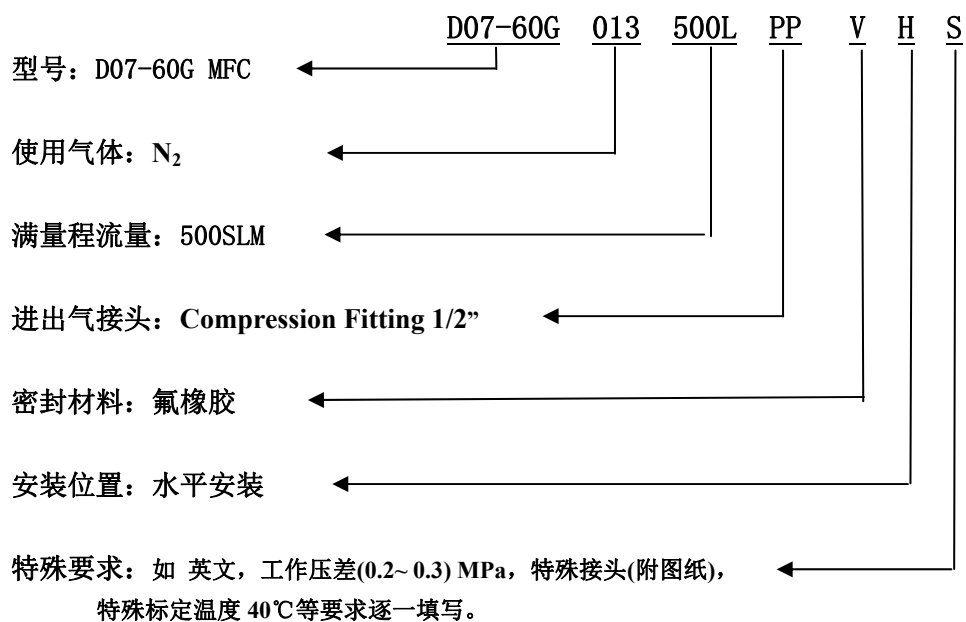 D07-60G 013 500L PP V H S
型号：D07-60G MFC
使用气体：N₂
满量程流量：500SLM
进出气接头：Compression Fitting 1/2”
密封材料：氟橡胶
安装位置：水平安装
特殊要求：如 英文，工作压差(0.2~ 0.3) MPa，特殊接头(附图纸)，
特殊标定温度 40℃等要求逐一填写。